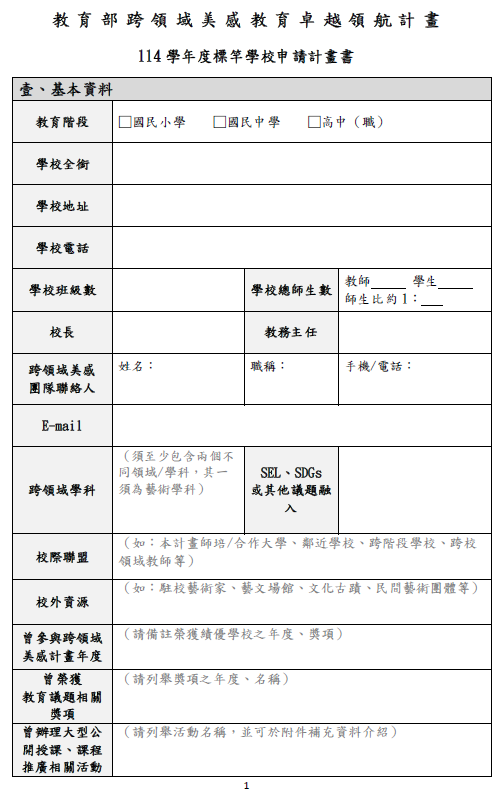 教育部跨領域美感教育卓越領航計畫
114 學年度標竿學校申請計畫書
壹、基本資料
教育階段 □國民小學 □國民中學 □高中（職）
學校全銜
學校地址
學校電話
學校班級數 學校總師生數 教師_____ 學生_____
師生比約 1：___
校長 教務主任
跨領域美感
團隊聯絡人
姓名： 職稱： 手機/電話：
E-mail
跨領域學科
（須至少包含兩個不
同領域/學科，其一
須為藝術學科）
SEL、SDGs
或其他議題融
入
校際聯盟
（如：本計畫師培/合作大學、鄰近學校、跨階段學校、跨校
領域教師等）
校外資源
（如：駐校藝術家、藝文場館、文化古蹟、民間藝術團體等）
曾參與跨領域
美感計畫年度
（請備註榮獲績優學校之年度、獎項）
曾榮獲
教育議題相關
獎項
（請列舉獎項之年度、名稱）
曾辦理大型公
開授課、課程
推廣相關活動
（請列舉活動名稱，並可於附件補充資料介紹）
1